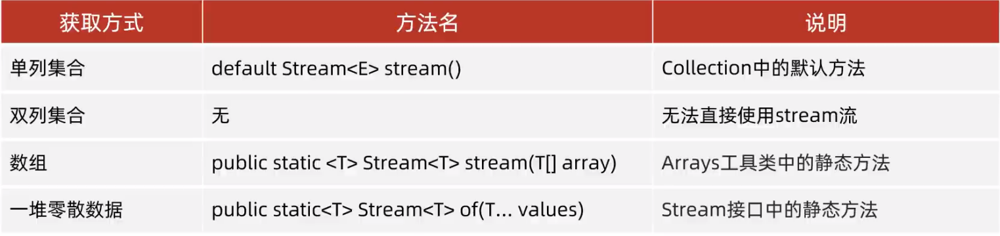 获取方式 方法名 说明
单列集合 default Stream<E> stream() Collection中的默认方法
双列集合 无 无法直接使用stream流
数组 public static <T> Stream<T> stream(T[] array) Arrays工具类中的静态方法
一堆零散数据 public static<T> Stream<T> of(T... values) Stream接口中的静态方法